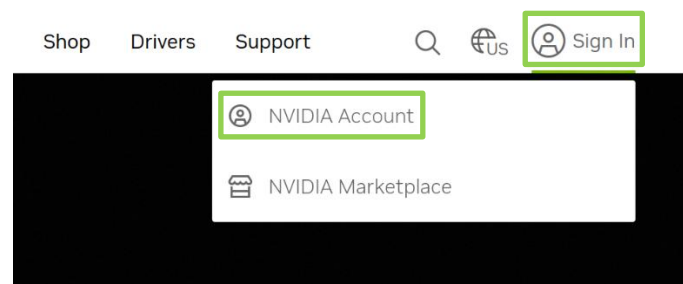 Shop Drivers Support US Sign In
NVIDIA Account
NVIDIA Marketplace